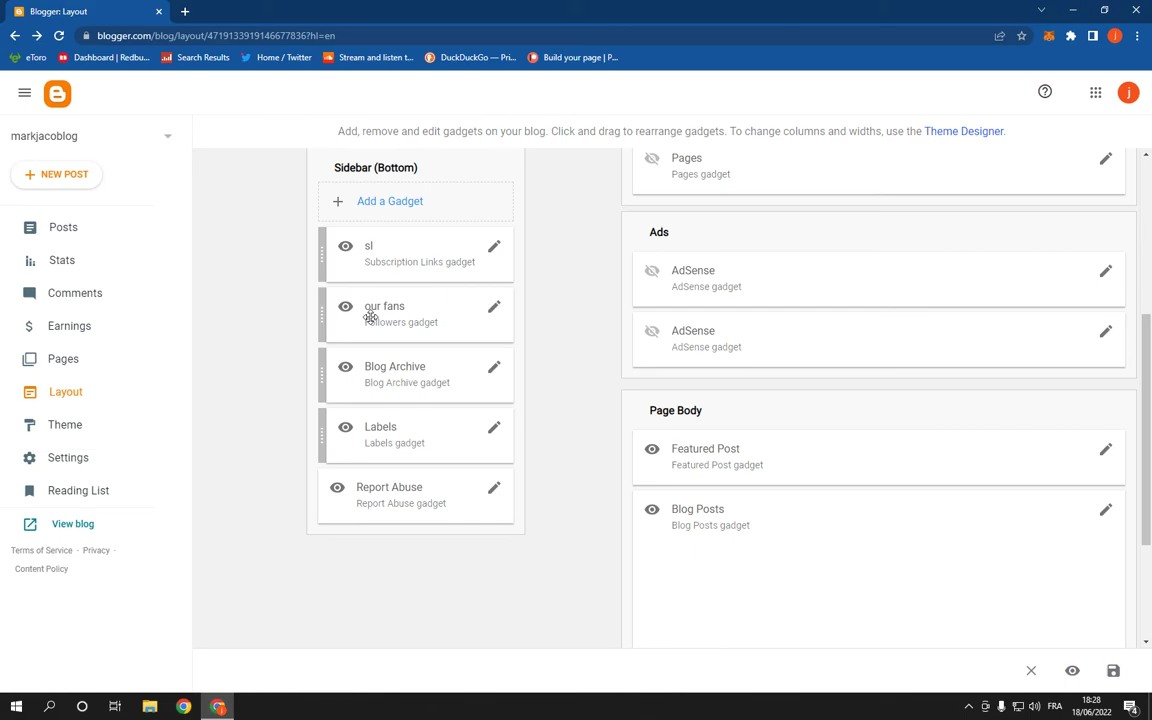 Blogger: Layout
blogger.com/blog/layout/4719133919146677836?hl=en
eToro
Dashboard | Redbu...
Search Results
Home / Twitter
Stream and listen t...
DuckDuckGo — Pri...
Build your page | P...
j
markjacoblog
Add, remove and edit gadgets on your blog. Click and drag to rearrange gadgets. To change columns and widths, use the Theme Designer.
NEW POST
Posts
Stats
Comments
Earnings
Pages
Layout
Theme
Settings
Reading List
View blog
Terms of Service · Privacy ·
Content Policy
Sidebar (Bottom)
Add a Gadget
sl
Subscription Links gadget
our fans
Followers gadget
Blog Archive
Blog Archive gadget
Labels
Labels gadget
Report Abuse
Report Abuse gadget
Pages
Pages gadget
Ads
AdSense
AdSense gadget
AdSense
AdSense gadget
Page Body
Featured Post
Featured Post gadget
Blog Posts
Blog Posts gadget
FRA
18:28
18/06/2022
4